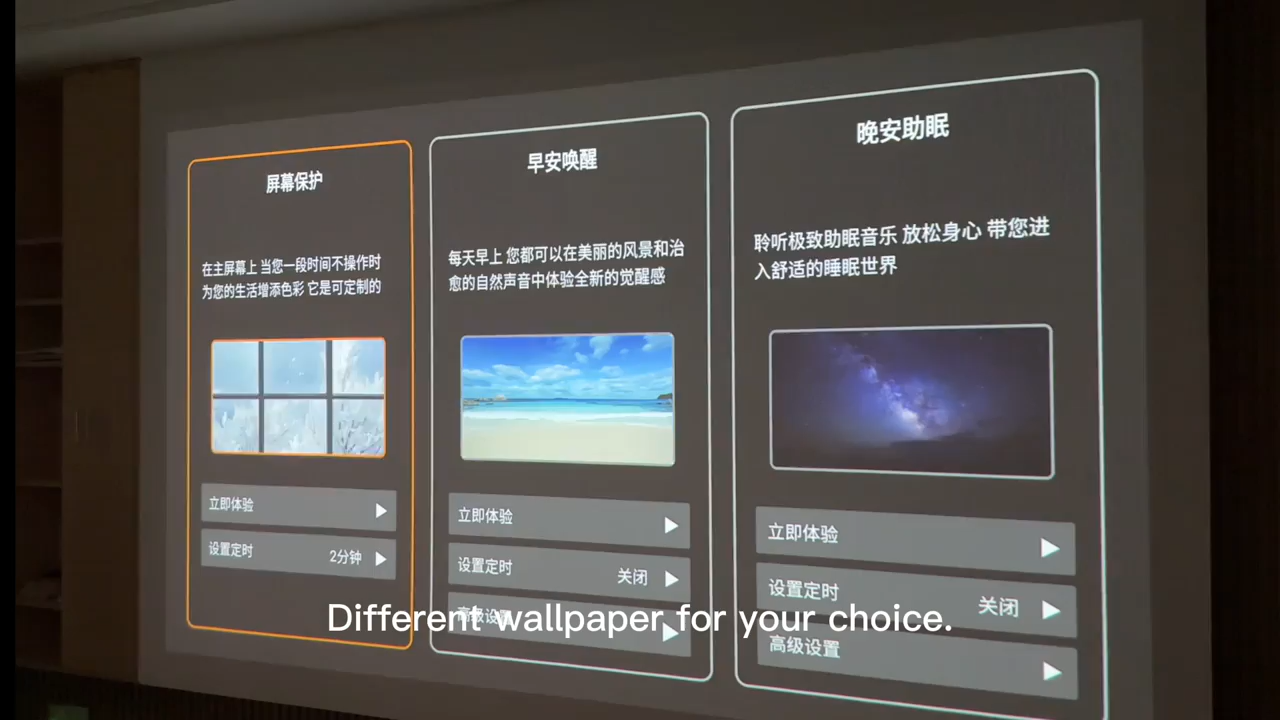 屏幕保护
在主屏幕上 当您一段时间不操作时
为您的生活增添色彩 它是可定制的
立即体验
设置定时 2分钟
早安唤醒
每天早上 您都可以在美丽的风景和治
愈的自然声音中体验全新的觉醒感
立即体验
设置定时 关闭
高级设置
晚安助眠
聆听极致助眠音乐 放松身心 带您进
入舒适的睡眠世界
立即体验
设置定时 关闭
高级设置
Different wallpaper for your choice.